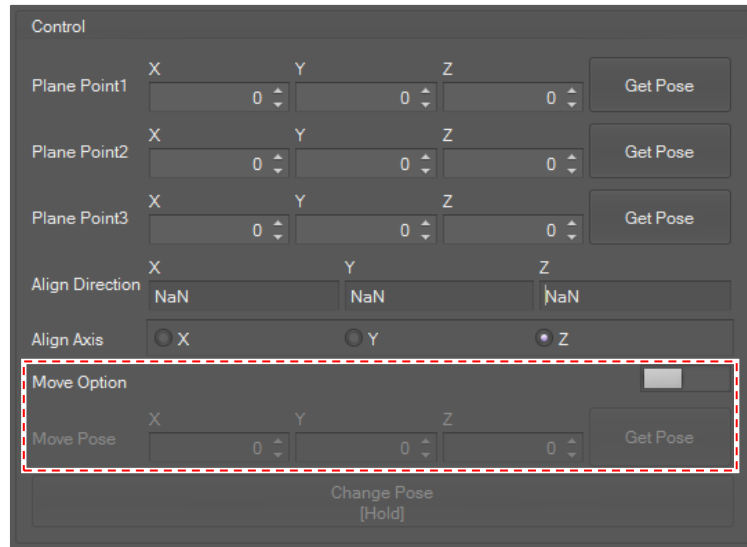 Control
X Y Z
Plane Point1 0 0 0 Get Pose
X Y Z
Plane Point2 0 0 0 Get Pose
X Y Z
Plane Point3 0 0 0 Get Pose
X Y Z
Align Direction NaN NaN NaN
Align Axis X Y Z
Move Option
X Y Z
Move Pose 0 0 0 Get Pose
Change Pose
[Hold]